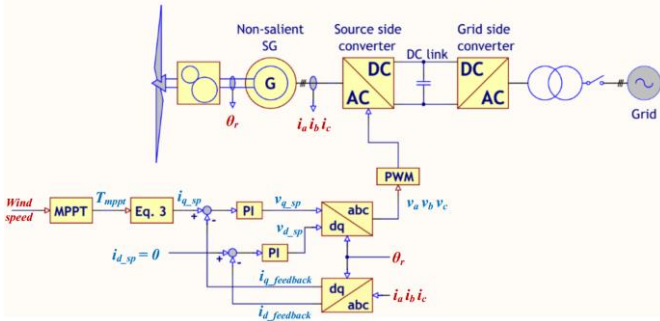 Non-salient SG
Source side converter
Grid side converter
DC link
G
DC
AC
DC
AC
θr
ia ib ic
Grid
PWM
Wind speed
MPPT
Tmppt
Eq. 3
iq_sp
+
-
PI
vq_sp
abc
dq
va vb vc
vd_sp
id_sp = 0
+
-
PI
θr
iq_feedback
dq
abc
ia ib ic
id_feedback